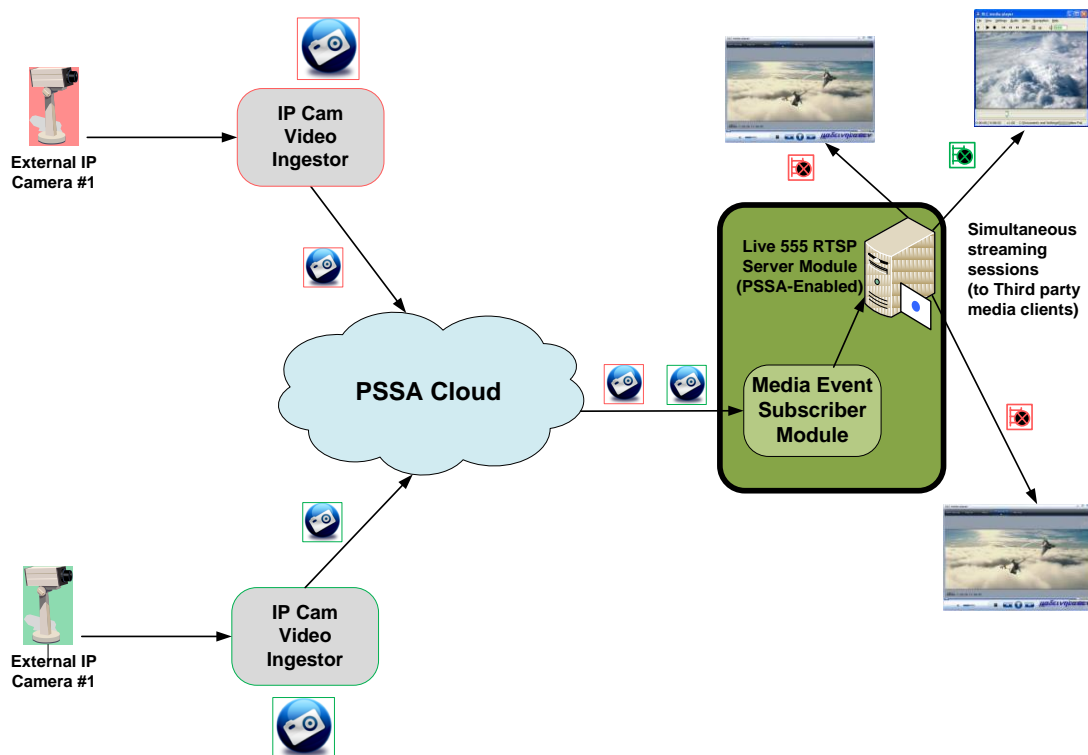 IP Cam
Video
Ingestor
External IP
Camera #1
Live 555 RTSP
Server Module
(PSSA-Enabled)
Simultaneous
streaming
sessions
(to Third party
media clients)
PSSA Cloud
Media Event
Subscriber
Module
IP Cam
Video
Ingestor
External IP
Camera #1